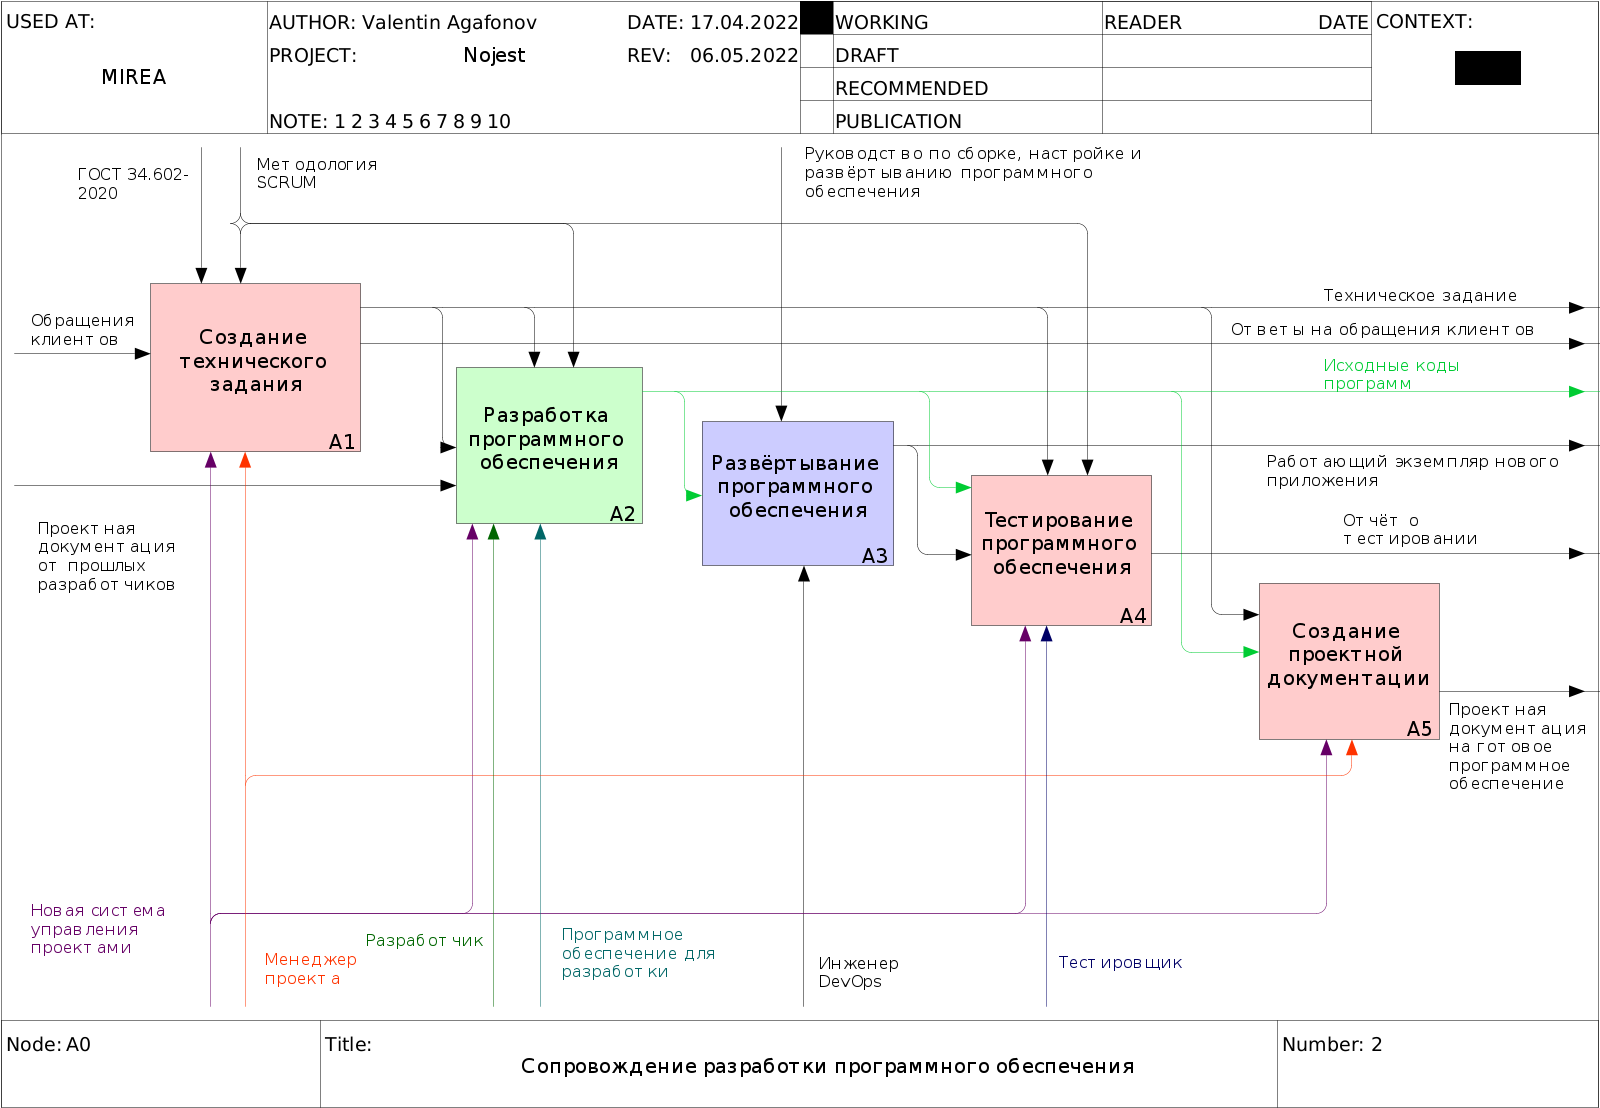 USED AT:
MIREA
AUTHOR: Valentin Agafonov
DATE: 17.04.2022
PROJECT:
Nojest
REV: 06.05.2022
NOTE: 1 2 3 4 5 6 7 8 9 10
WORKING
DRAFT
RECOMMENDED
PUBLICATION
READER
DATE
CONTEXT:
ГОСТ 34.602-
2020
Методология
SCRUM
Руководство по сборке, настройке и
развёртыванию программного
обеспечения
Обращения
клиентов
Создание
технического
задания
A1
Техническое задание
Ответы на обращения клиентов
Исходные коды
программ
Разработка
программного
обеспечения
A2
Развёртывание
программного
обеспечения
A3
Работающий экземпляр нового
приложения
Проектная
документация
от прошлых
разработчиков
Тестирование
программного
обеспечения
A4
Отчёт о
тестировании
Создание
проектной
документации
A5
Проектная
документация
на готовое
программное
обеспечение
Новая система
управления
проектами
Менеджер
проекта
Разработчик
Программное
обеспечение для
разработки
Инженер
DevOps
Тестировщик
Node: A0
Title:
Сопровождение разработки программного обеспечения
Number: 2